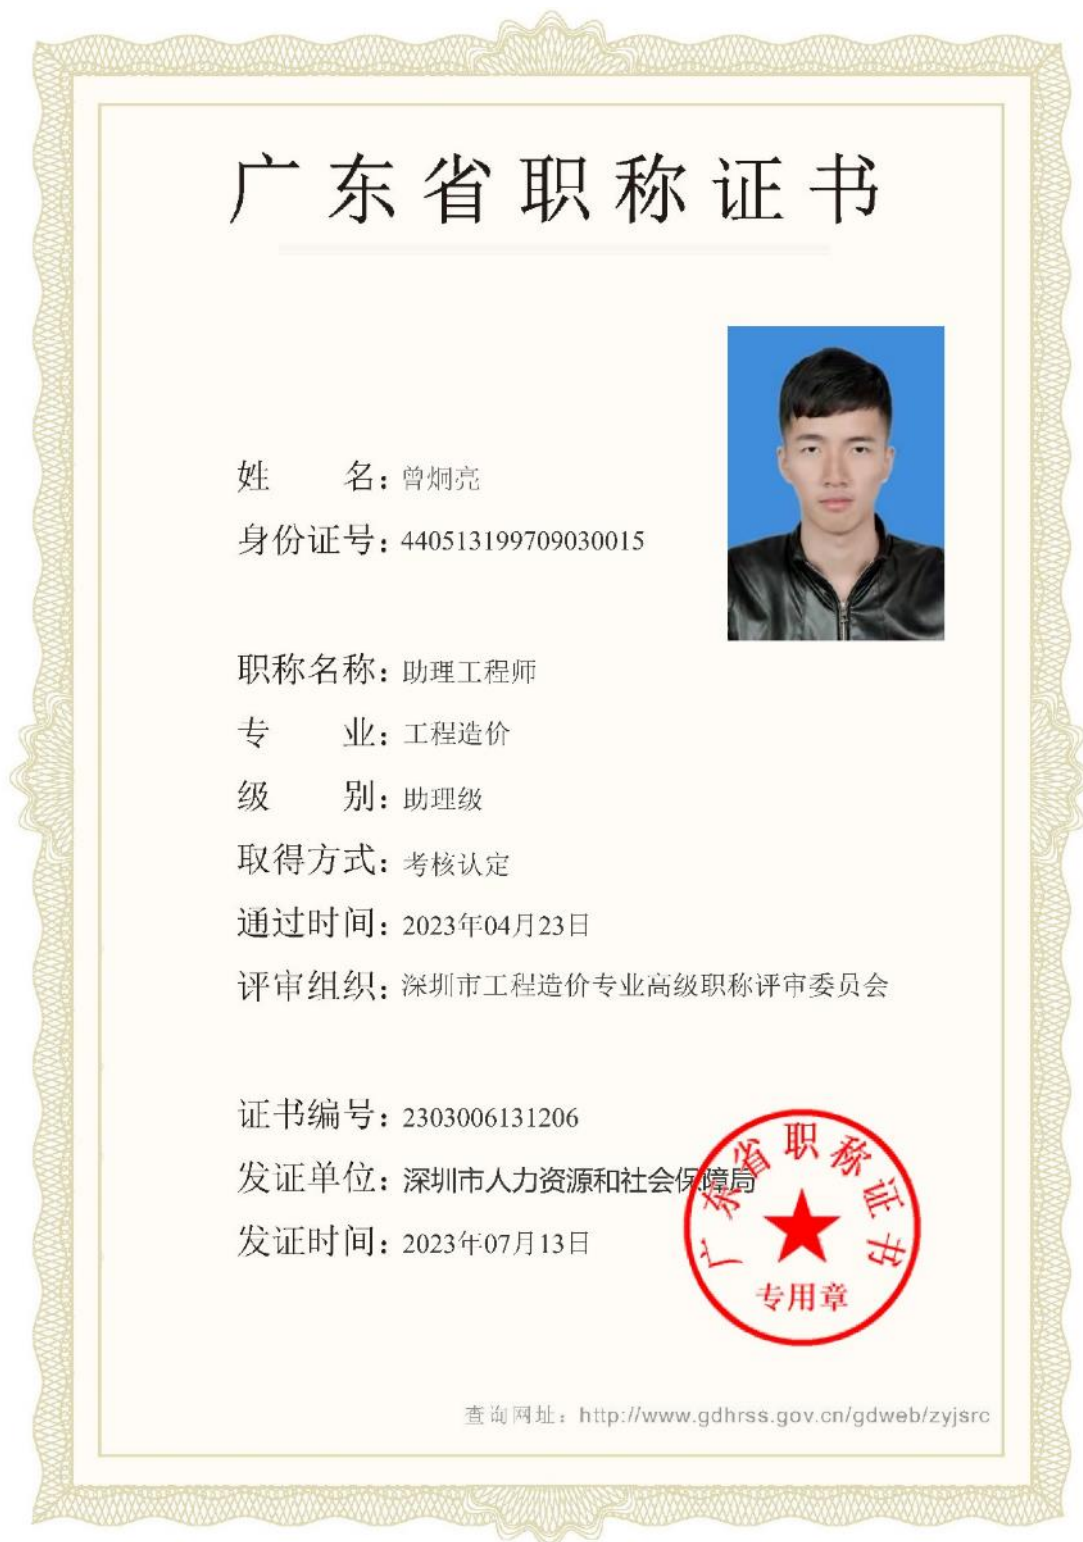 广东省职称证书
姓 名：曾炯亮
身份证号：440513199709030015
职称名称：助理工程师
专 业：工程造价
级 别：助理级
取得方式：考核认定
通过时间：2023年04月23日
评审组织：深圳市工程造价专业高级职称评审委员会
证书编号：2303006131206
发证单位：深圳市人力资源和社会保障局
发证时间：2023年07月13日
广东省职称证书
专用章
查询网址：http://www.gdhrss.gov.cn/gdweb/zyjsrc